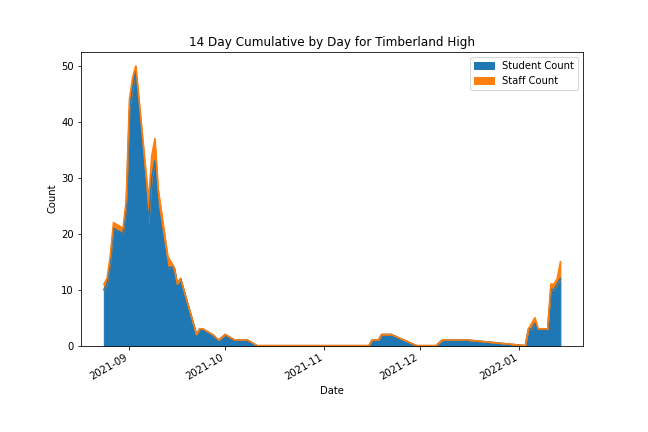 14 Day Cumulative by Day for Timberland High
Student Count
Staff Count
50
40
30
20
10
0
Count
2021-09
2021-10
2021-11
2021-12
2022-01
Date